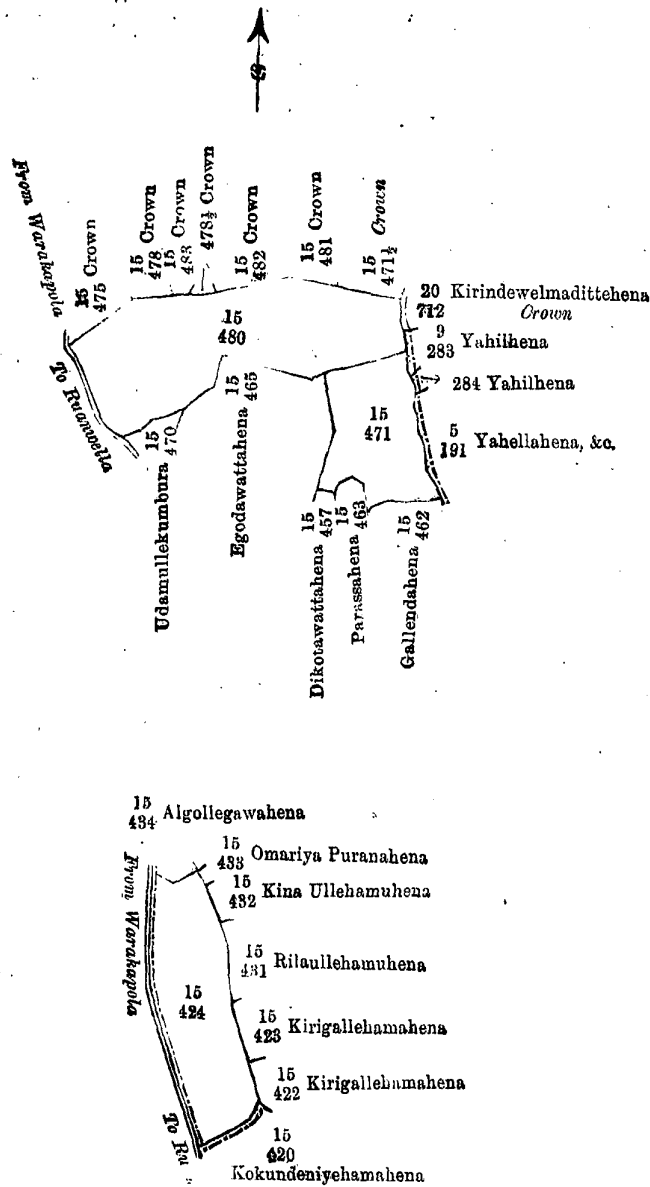 From Warakapola
15 Crown
475
15 Crown
478
15 Crown
483
478½ Crown
15 Crown
482
15 Crown
481
15 Crown
471½
20 Kirindewelmadittehena
712 Crown
9
283 Yahilhena
284 Yahilhena
5
191 Yahellahena, &c.
15
480
To Ruanwella
15
470
Udamullekumbura
15
465
Egodawattahena
15
471
15
457
Dikotawattahena
15
463
Parassahena
15
462
Gallendahena
15
434 Algollegawahena
15
433 Omariya Puranahena
15
432 Kina Ullehamuhena
From Warakapola
15
431 Rilaullehamuhena
15
424
15
423 Kirigallehamahena
15
422 Kirigallehamahena
To Ru
15
420
Kokundeniyehamahena